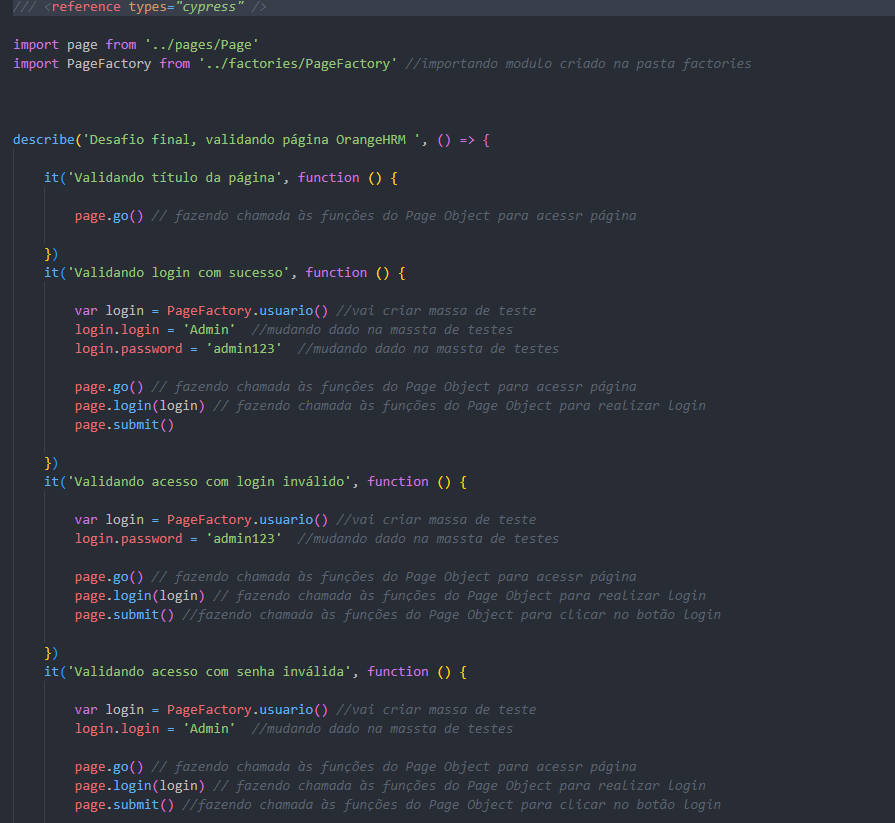 /// <reference types="cypress" />
import page from '../pages/Page'
import PageFactory from '../factories/PageFactory' //importando modulo criado na pasta factories
describe('Desafio final, validando página OrangeHRM ', () => {
it('Validando título da página', function () {
page.go() // fazendo chamada às funções do Page Object para acessr página
})
it('Validando login com sucesso', function () {
var login = PageFactory.usuario() //vai criar massa de teste
login.login = 'Admin'  //mudando dado na massta de testes
login.password = 'admin123'  //mudando dado na massta de testes
page.go() // fazendo chamada às funções do Page Object para acessr página
page.login(login) // fazendo chamada às funções do Page Object para realizar login
page.submit()
})
it('Validando acesso com login inválido', function () {
var login = PageFactory.usuario() //vai criar massa de teste
login.password = 'admin123'  //mudando dado na massta de testes
page.go() // fazendo chamada às funções do Page Object para acessr página
page.login(login) // fazendo chamada às funções do Page Object para realizar login
page.submit() //fazendo chamada às funções do Page Object para clicar no botão login
})
it('Validando acesso com senha inválida', function () {
var login = PageFactory.usuario() //vai criar massa de teste
login.login = 'Admin'  //mudando dado na massta de testes
page.go() // fazendo chamada às funções do Page Object para acessr página
page.login(login) // fazendo chamada às funções do Page Object para realizar login
page.submit() //fazendo chamada às funções do Page Object para clicar no botão login